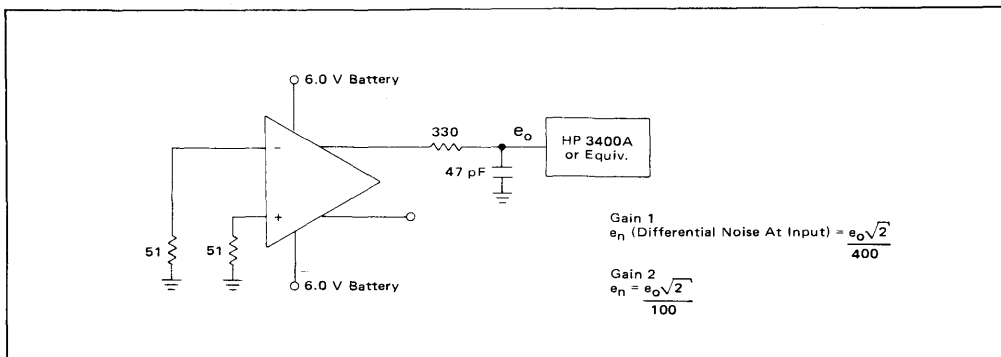 6.0 V Battery
330
e₀
HP 3400A
or Equiv.
47 pF
−
+
51
51
6.0 V Battery
Gain 1
eₙ (Differential Noise At Input) = e₀√2
400
Gain 2
eₙ = e₀√2
100